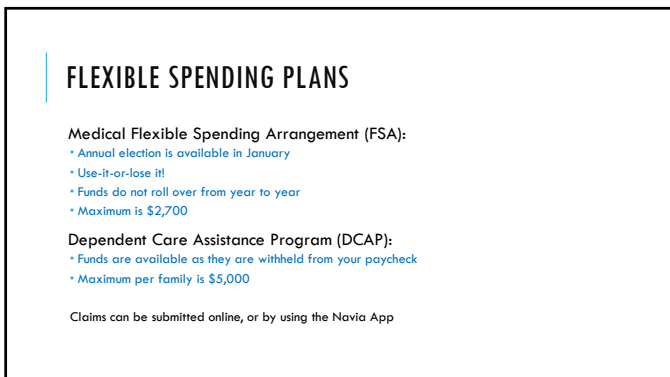 FLEXIBLE SPENDING PLANS
Medical Flexible Spending Arrangement (FSA):
• Annual election is available in January
• Use-it-or-lose it!
• Funds do not roll over from year to year
• Maximum is $2,700
Dependent Care Assistance Program (DCAP):
• Funds are available as they are withheld from your paycheck
• Maximum per family is $5,000
Claims can be submitted online, or by using the Navia App